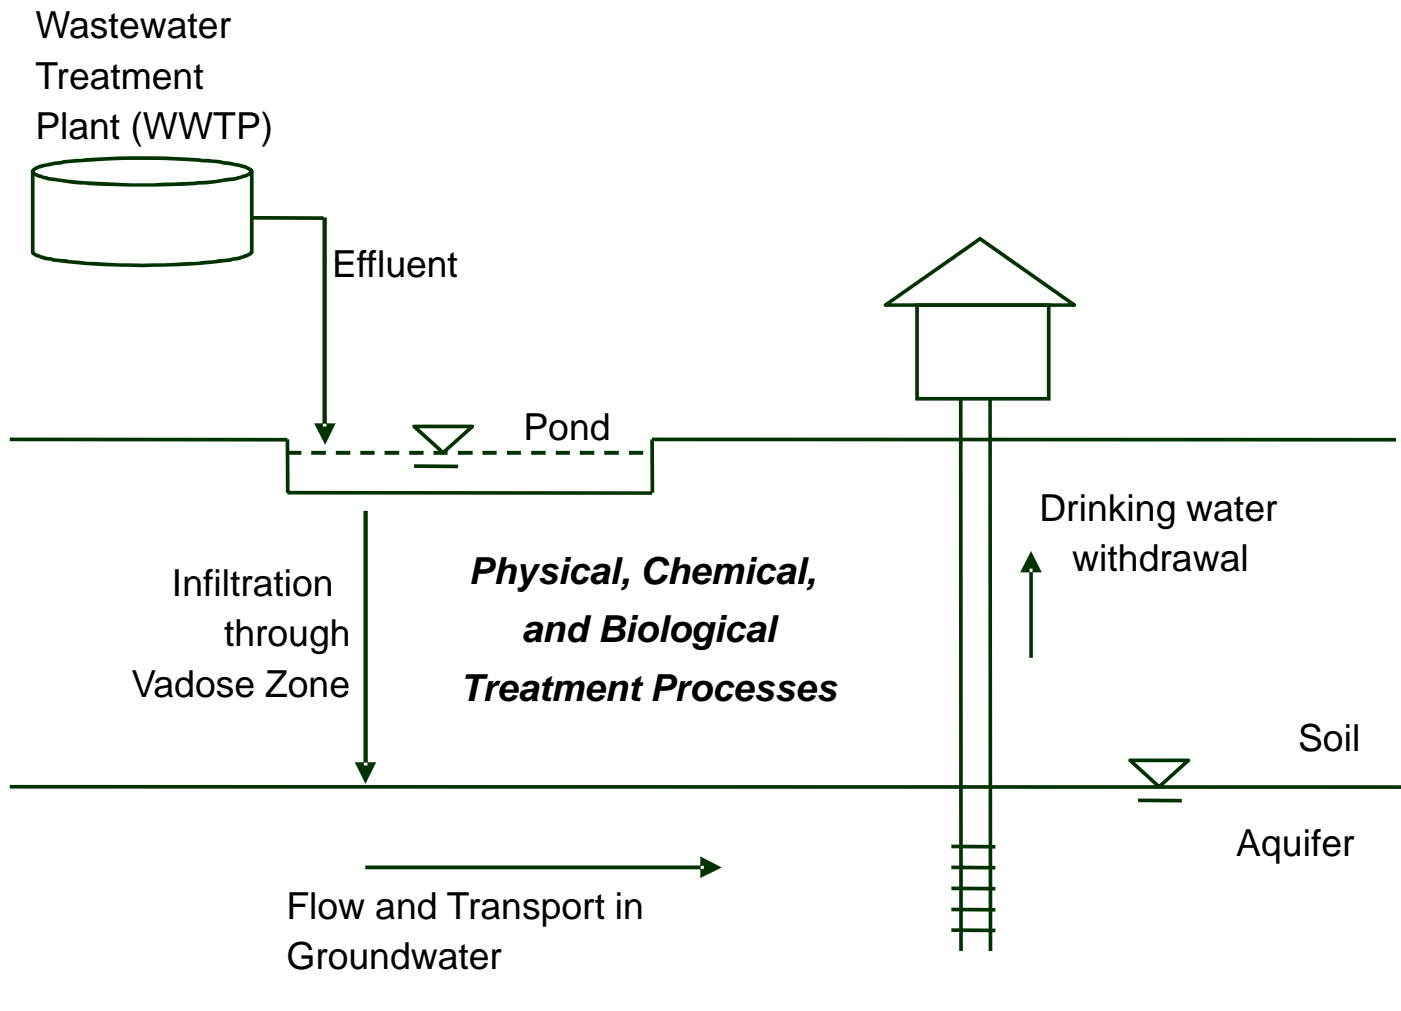 Wastewater
Treatment
Plant (WWTP)
Effluent
Pond
Drinking water
withdrawal
Infiltration
through
Vadose Zone
Physical, Chemical,
and Biological
Treatment Processes
Soil
Aquifer
Flow and Transport in
Groundwater